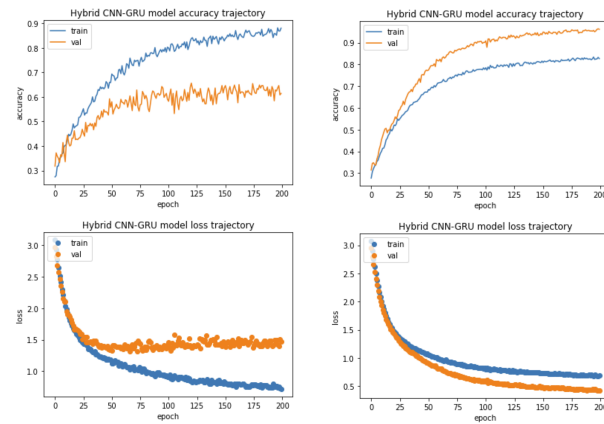 Hybrid CNN-GRU model accuracy trajectory
0.9
0.8
0.7
0.6
0.5
0.4
0.3
accuracy
train
val
0 25 50 75 100 125 150 175 200
epoch
Hybrid CNN-GRU model accuracy trajectory
0.9
0.8
0.7
0.6
0.5
0.4
0.3
accuracy
train
val
0 25 50 75 100 125 150 175 200
epoch
Hybrid CNN-GRU model loss trajectory
3.0
2.5
2.0
1.5
1.0
loss
train
val
0 25 50 75 100 125 150 175 200
epoch
Hybrid CNN-GRU model loss trajectory
3.0
2.5
2.0
1.5
1.0
0.5
loss
train
val
0 25 50 75 100 125 150 175 200
epoch